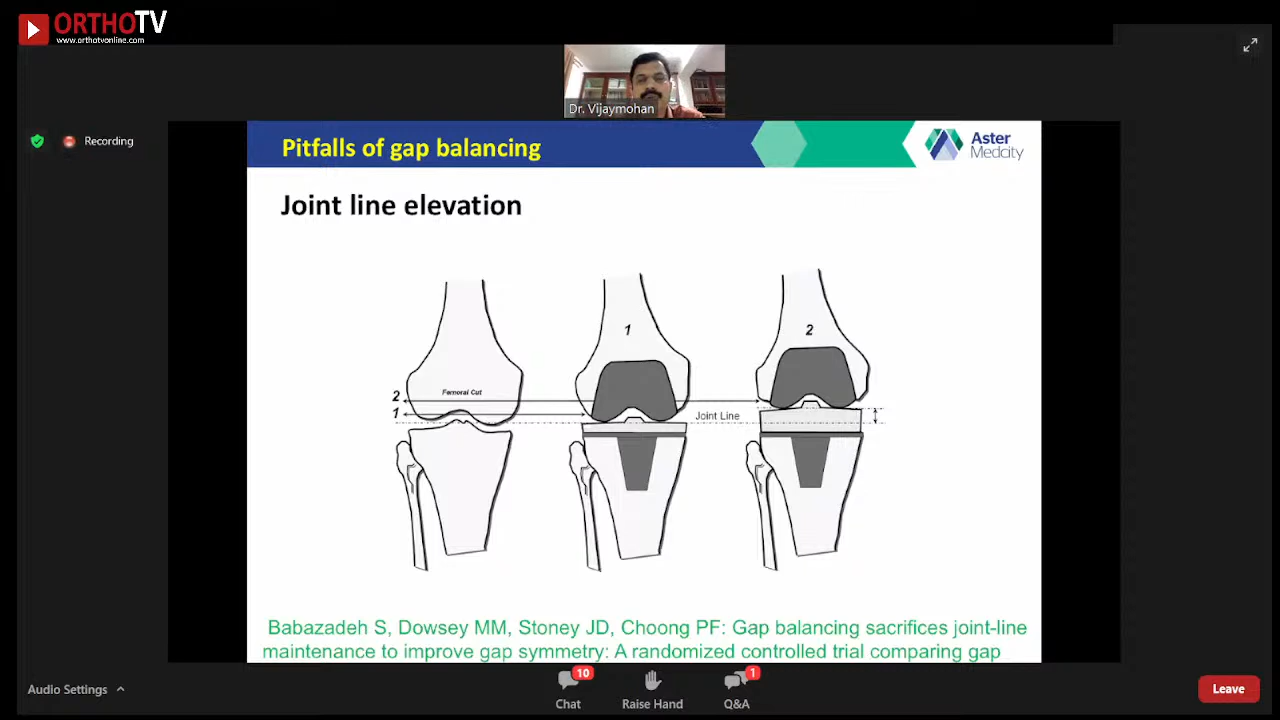 ORTHOTV
www.orthotvonline.com
Dr. Vijaymohan
Recording
Pitfalls of gap balancing
Aster
Medcity
Joint line elevation
1
2
2
Femoral Cut
1
Joint Line
Babazadeh S, Dowsey MM, Stoney JD, Choong PF: Gap balancing sacrifices joint-line
maintenance to improve gap symmetry: A randomized controlled trial comparing gap
Audio Settings
10
Chat
Raise Hand
1
Q&A
Leave